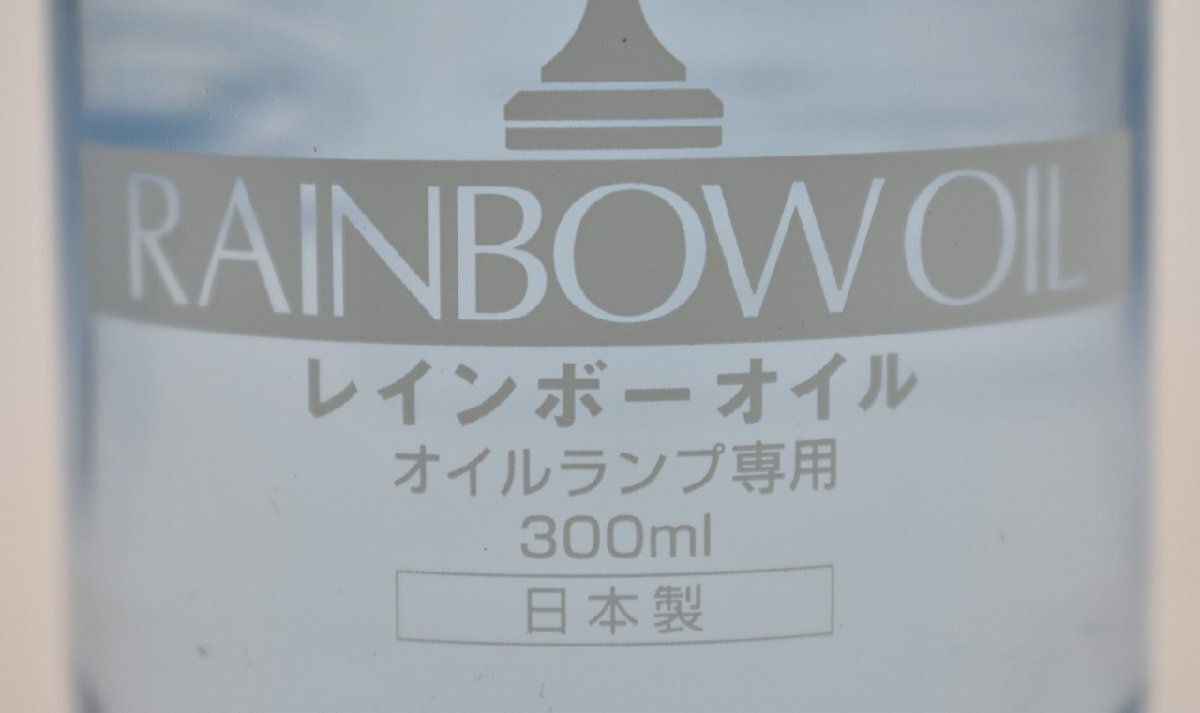 RAINBOW OIL
レインボーオイル
オイルランプ専用
300ml
日本製